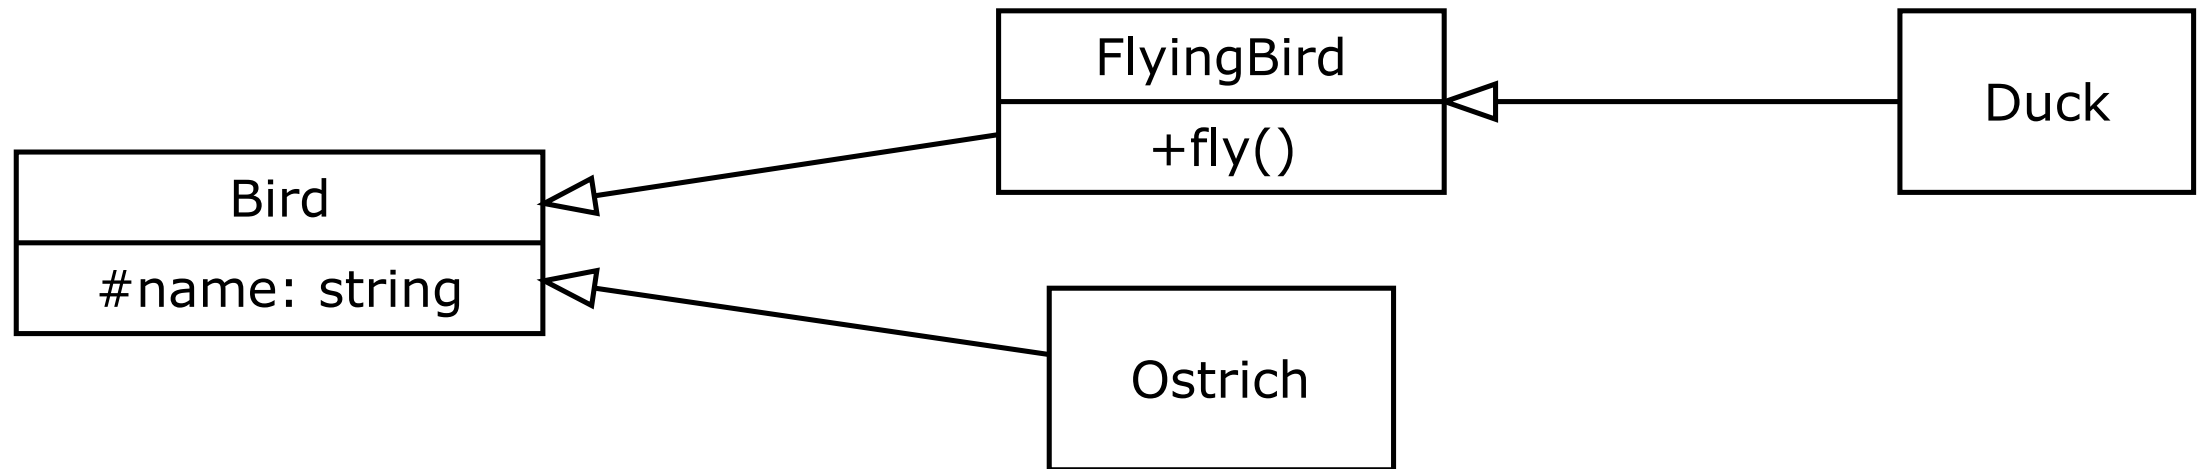 FlyingBird
+fly()
Duck
Bird
#name: string
Ostrich